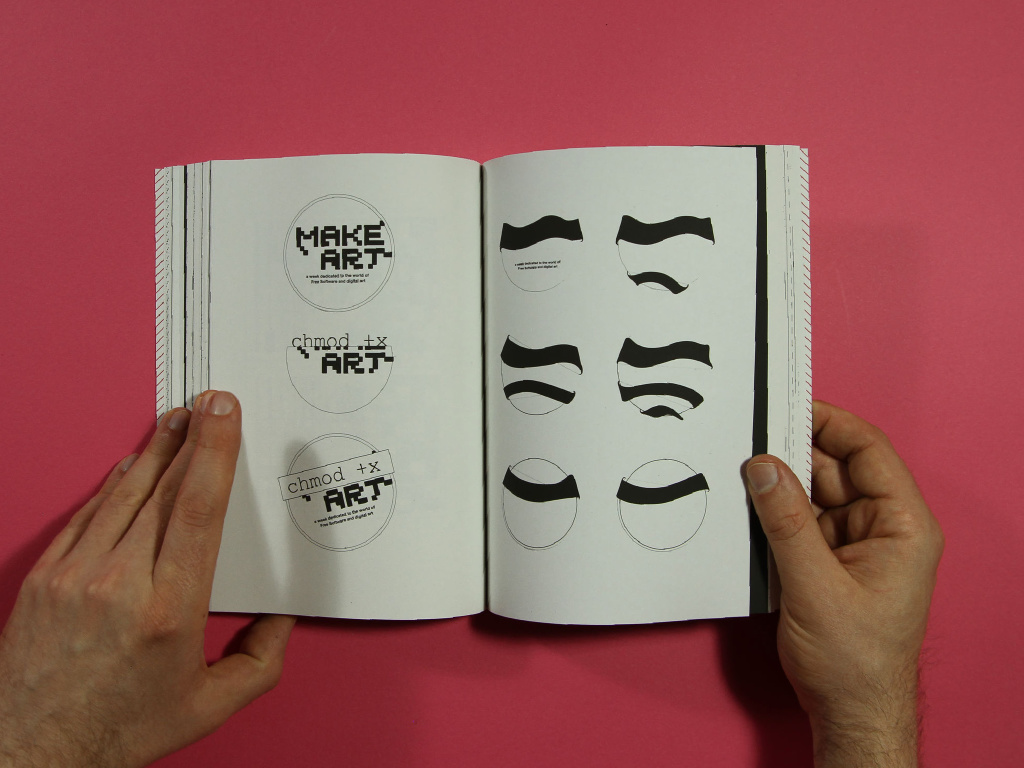 MAKE
ART
a week dedicated to the world of
Free Software and digital art
chmod +x
ART
chmod +x
ART
a week dedicated to the world of
Free Software and digital art
a week dedicated to the world of
Free Software and digital art